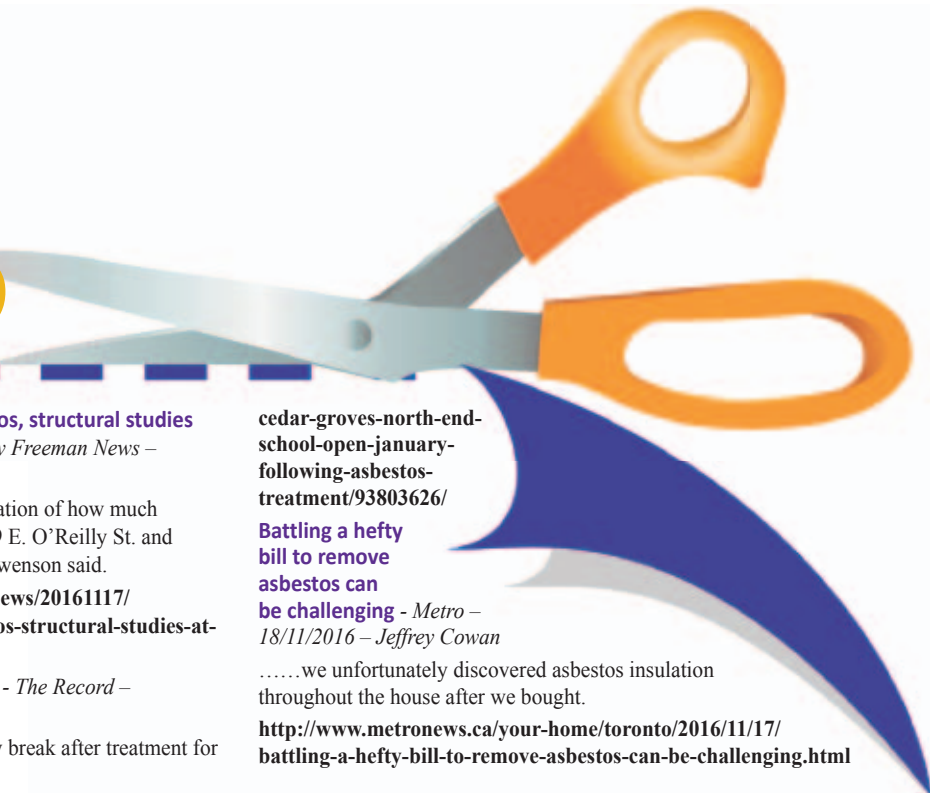 os, structural studies
Freeman News –
ation of how much
E. O’Reilly St. and
wenson said.
ews/20161117/
os-structural-studies-at-
- The Record –
break after treatment for
cedar-groves-north-end-
school-open-january-
following-asbestos-
treatment/93803626/
Battling a hefty
bill to remove
asbestos can
be challenging - Metro –
18/11/2016 – Jeffrey Cowan
……we unfortunately discovered asbestos insulation
throughout the house after we bought.
http://www.metronews.ca/your-home/toronto/2016/11/17/
battling-a-hefty-bill-to-remove-asbestos-can-be-challenging.html